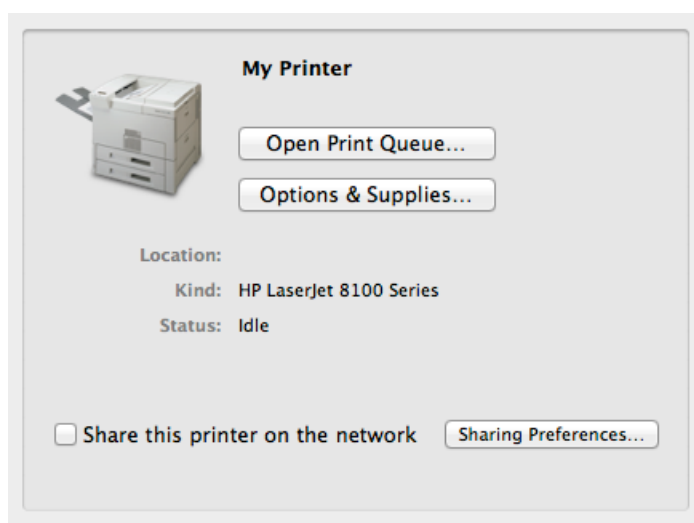 My Printer
Open Print Queue...
Options & Supplies...
Location:
Kind: HP LaserJet 8100 Series
Status: Idle
Share this printer on the network Sharing Preferences...